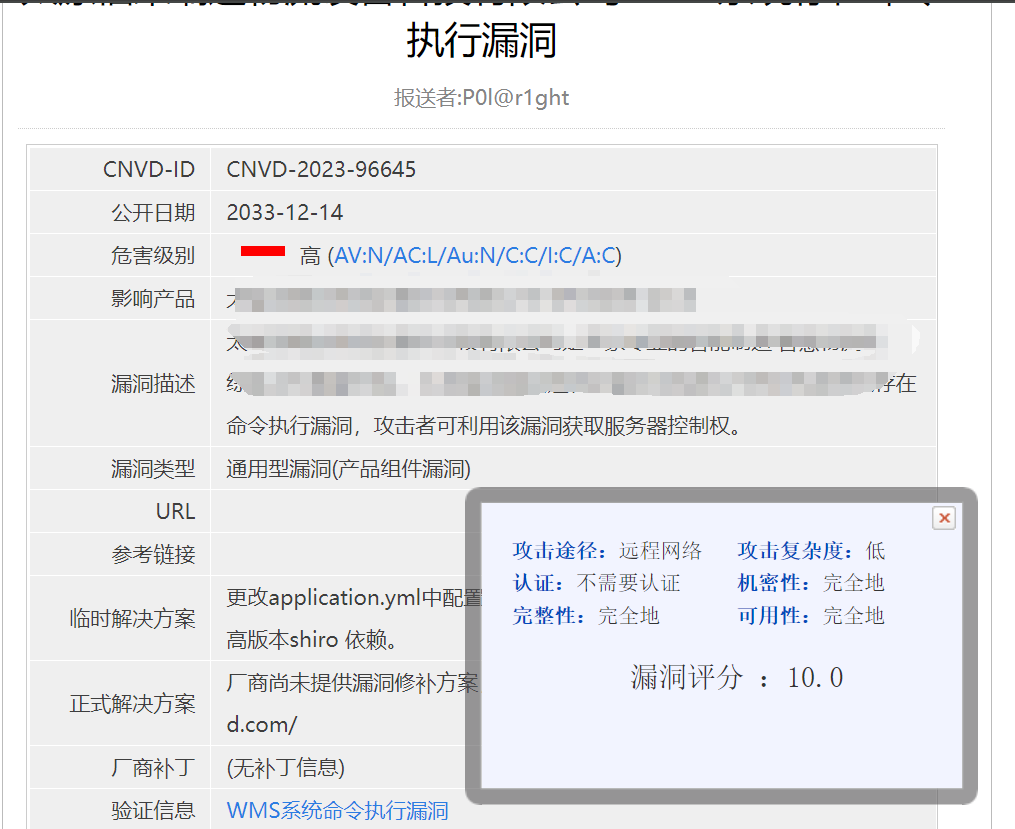 执行漏洞
报送者:P0l@r1ght
CNVD-ID CNVD-2023-96645
公开日期 2033-12-14
危害级别 高 (AV:N/AC:L/Au:N/C:C/I:C/A:C)
影响产品
漏洞描述
存在
命令执行漏洞，攻击者可利用该漏洞获取服务器控制权。
漏洞类型 通用型漏洞(产品组件漏洞)
URL
参考链接
临时解决方案 更改application.yml中配置
高版本shiro 依赖。
正式解决方案 厂商尚未提供漏洞修补方案
d.com/
厂商补丁 (无补丁信息)
验证信息 WMS系统命令执行漏洞
攻击途径：远程网络 攻击复杂度：低
认证：不需要认证 机密性：完全地
完整性：完全地 可用性：完全地
漏洞评分 ：10.0